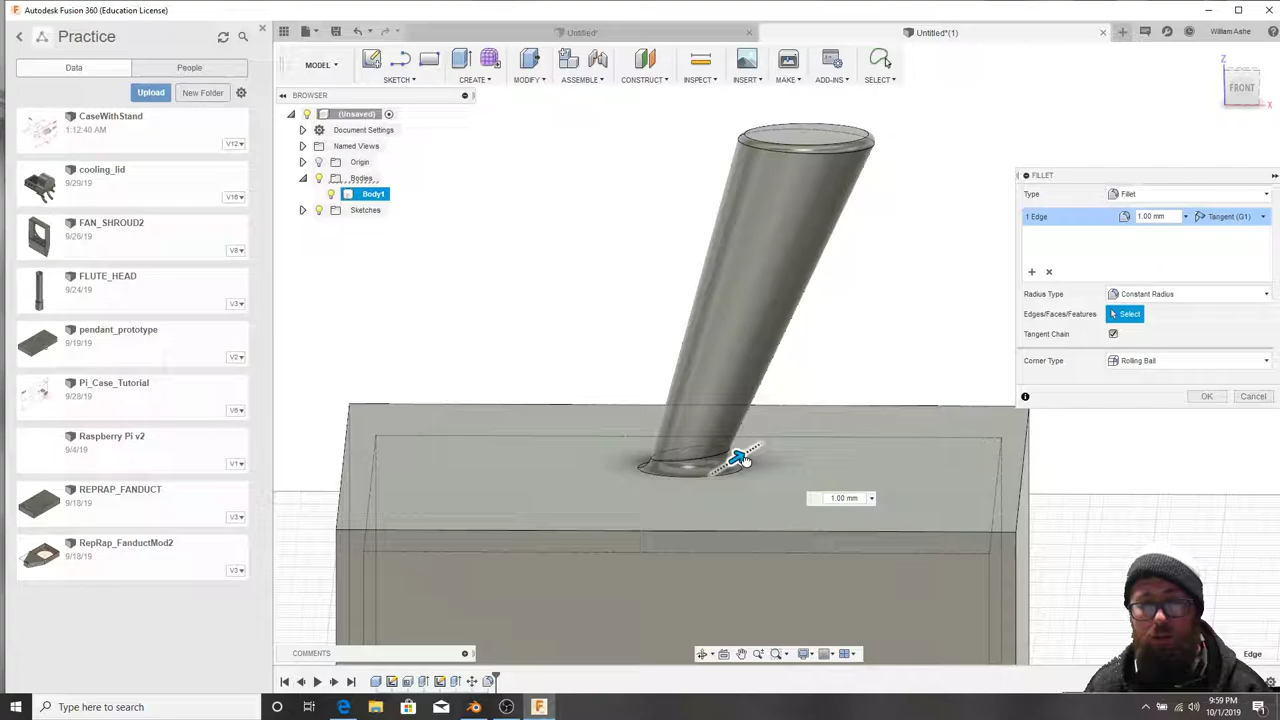 Autodesk Fusion 360 (Education License)
Practice
Data
People
Upload
New Folder
CaseWithStand
1:12:40 AM
V12
cooling_lid
9/29/19
V16
FAN_SHROUD2
9/26/19
V8
FLUTE_HEAD
9/24/19
V3
pendant_prototype
9/19/19
V2
Pi_Case_Tutorial
9/28/19
V6
Raspberry Pi v2
9/4/19
V1
REPRAP_FANDUCT
9/18/19
V3
RepRap_FanductMod2
9/18/19
V3
Untitled*
Untitled*(1)
William Ashe
MODEL
SKETCH
CREATE
MODIFY
ASSEMBLE
CONSTRUCT
INSPECT
INSERT
MAKE
ADD-INS
SELECT
BROWSER
(Unsaved)
Document Settings
Named Views
Origin
Bodies
Body1
Sketches
Z
FRONT
X
FILLET
Type
Fillet
1 Edge
1.00 mm
Tangent (G1)
Radius Type
Constant Radius
Edges/Faces/Features
Select
Tangent Chain
Corner Type
Rolling Ball
OK
Cancel
1.00 mm
COMMENTS
Edge
Type here to search
9:59 PM
10/1/2019